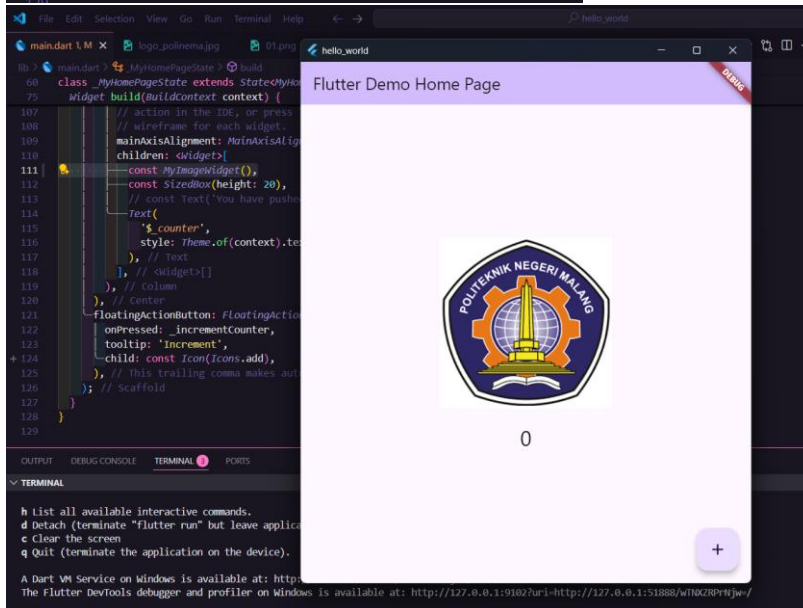 File Edit Selection View Go Run Terminal Help
hello_world
main.dart 1, M
logo_polinema.jpg
01.png
lib > main.dart > _MyHomePageState > build
60 class _MyHomePageState extends State<MyHo
75 Widget build(BuildContext context) {
107 // action in the IDE, or press
108 // wireframe for each widget.
109 mainAxisAlignment: MainAxisAlig
110 children: <Widget>[
111 const MyImageWidget(),
112 const SizedBox(height: 20),
113 // const Text('You have pushe
114 Text(
115 '$_counter',
116 style: Theme.of(context).te
117 ), // Text
118 ], // <Widget>[]
119 ), // Column
120 ), // Center
121 floatingActionButton: FloatingActio
122 onPressed: _incrementCounter,
123 tooltip: 'Increment',
124 child: const Icon(Icons.add),
125 ), // This trailing comma makes aut
126 ); // Scaffold
127 }
128 }
129
hello_world
Flutter Demo Home Page
DEBUG
POLITEKNIK NEGERI MALANG
0
+
OUTPUT DEBUG CONSOLE TERMINAL 3 PORTS
TERMINAL
h List all available interactive commands.
d Detach (terminate "flutter run" but leave applica
c Clear the screen
q Quit (terminate the application on the device).
A Dart VM Service on Windows is available at: http:
The Flutter DevTools debugger and profiler on Windows is available at: http://127.0.0.1:9102?uri=http://127.0.0.1:51888/wTNXZRPrNjw=/